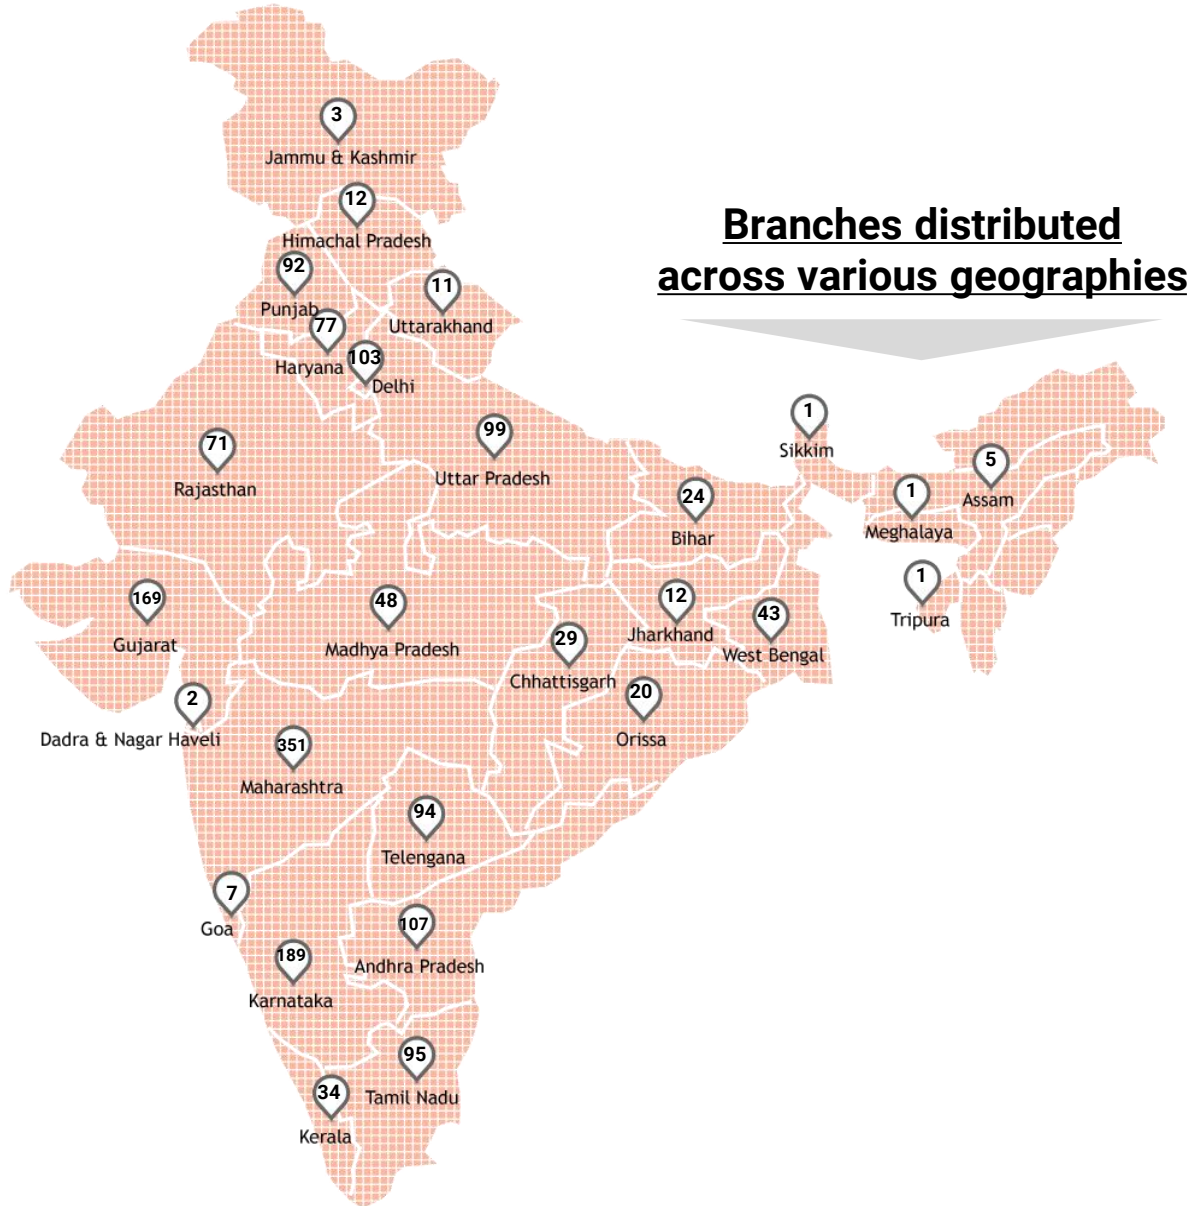 3
Jammu & Kashmir
12
Himachal Pradesh
Branches distributed
across various geographies
92
Punjab
11
Uttarakhand
77
Haryana
103
Delhi
1
Sikkim
71
Rajasthan
99
Uttar Pradesh
5
Assam
24
Bihar
1
Meghalaya
169
Gujarat
48
Madhya Pradesh
12
Jharkhand
43
West Bengal
1
Tripura
29
Chhattisgarh
20
Orissa
2
Dadra & Nagar Haveli
351
Maharashtra
94
Telengana
7
Goa
107
Andhra Pradesh
189
Karnataka
95
Tamil Nadu
34
Kerala